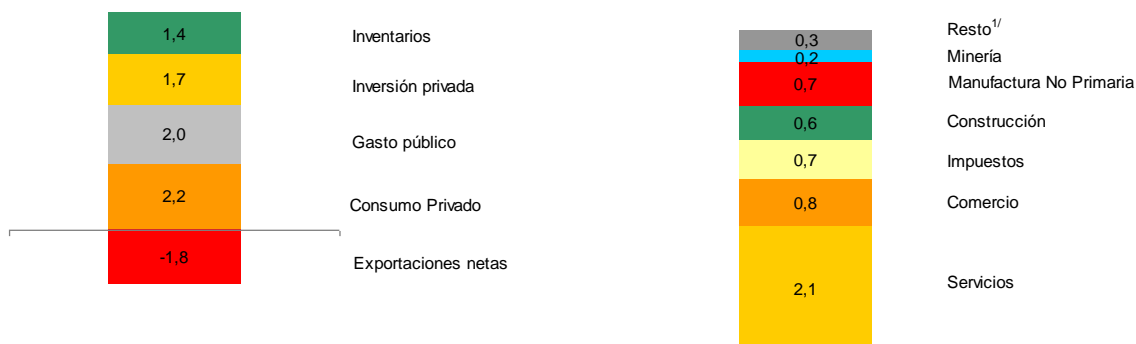 1,4 Inventarios
1,7 Inversión privada
2,0 Gasto público
2,2 Consumo Privado
-1,8 Exportaciones netas
0,3 Resto1/
0,2 Minería
0,7 Manufactura No Primaria
0,6 Construcción
0,7 Impuestos
0,8 Comercio
2,1 Servicios